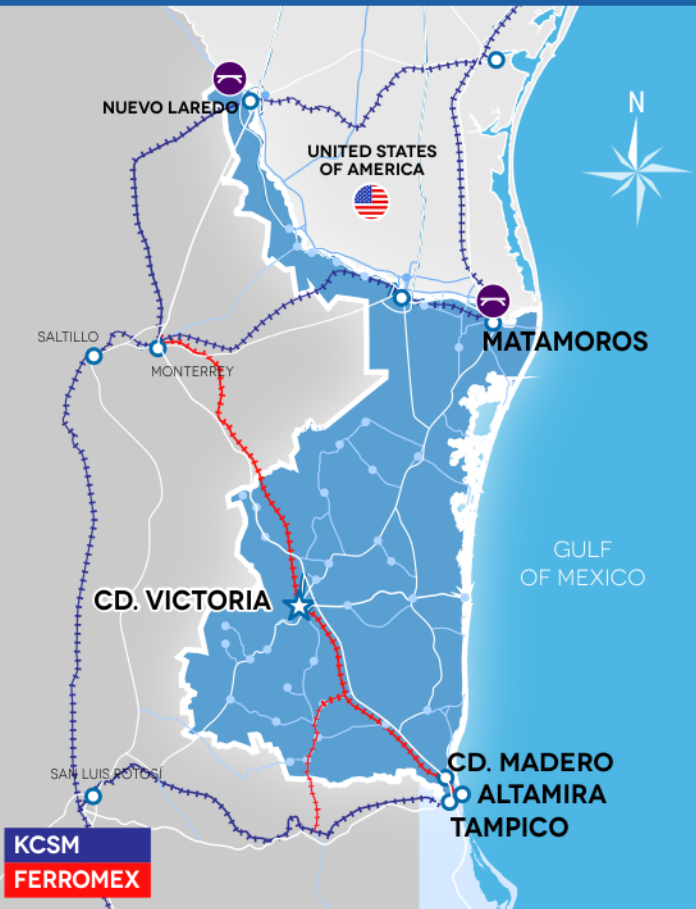 N
NUEVO LAREDO
UNITED STATES
OF AMERICA
SALTILLO
MATAMOROS
MONTERREY
GULF
OF MEXICO
CD. VICTORIA
CD. MADERO
SAN LUIS POTOSÍ
ALTAMIRA
TAMPICO
KCSM
FERROMEX